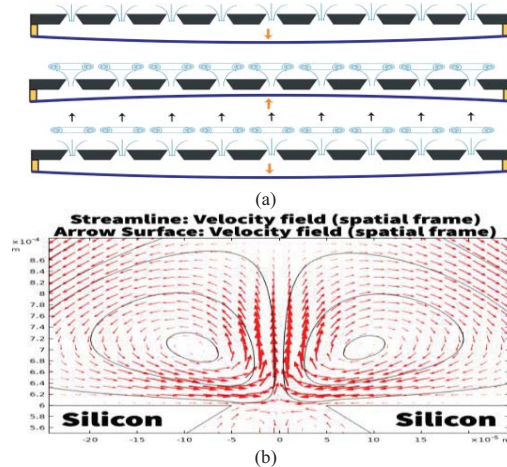 (a)
Streamline: Velocity field (spatial frame)
Arrow Surface: Velocity field (spatial frame)
×10⁻⁴
m
8.6
8.4
8.2
8
7.8
7.6
7.4
7.2
7
6.8
6.6
6.4
6.2
6
5.8
5.6
Silicon Silicon
-20 -15 -10 -5 0 5 10 15 ×10⁻⁵ m
(b)